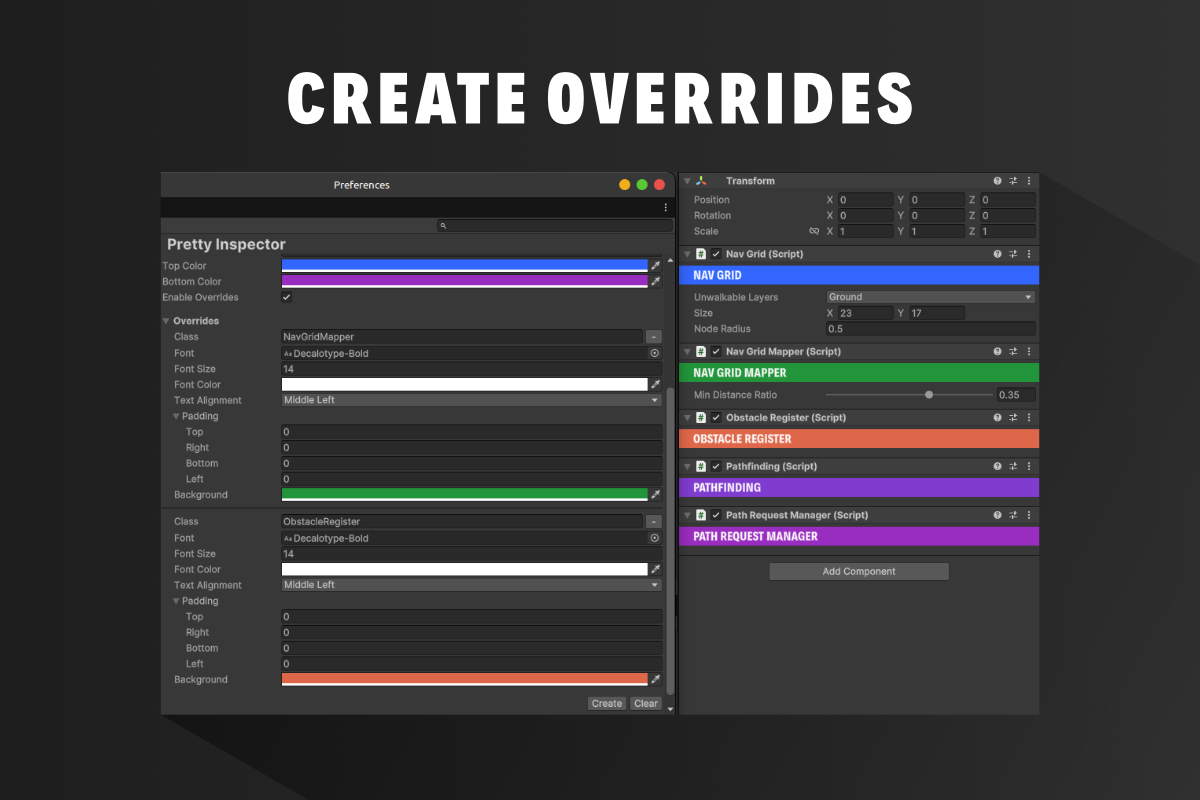 CREATE OVERRIDES
Preferences
Pretty Inspector
Top Color
Bottom Color
Enable Overrides
Overrides
Class NavGridMapper -
Font Aa Decalotype-Bold
Font Size 14
Font Color
Text Alignment Middle Left
Padding
Top 0
Right 0
Bottom 0
Left 0
Background
Class ObstacleRegister -
Font Aa Decalotype-Bold
Font Size 14
Font Color
Text Alignment Middle Left
Padding
Top 0
Right 0
Bottom 0
Left 0
Background
Create Clear
Transform
Position X 0 Y 0 Z 0
Rotation X 0 Y 0 Z 0
Scale X 1 Y 1 Z 1
# Nav Grid (Script)
NAV GRID
Unwalkable Layers Ground
Size X 23 Y 17
Node Radius 0.5
# Nav Grid Mapper (Script)
NAV GRID MAPPER
Min Distance Ratio 0.35
# Obstacle Register (Script)
OBSTACLE REGISTER
# Pathfinding (Script)
PATHFINDING
# Path Request Manager (Script)
PATH REQUEST MANAGER
Add Component